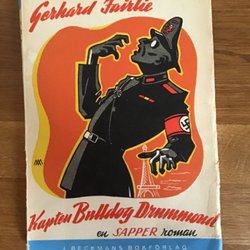 Gerhard Fairlie
Kapten Bulldog Drummond
en SAPPER roman
J. BECKMANS BOKFÖRLAG